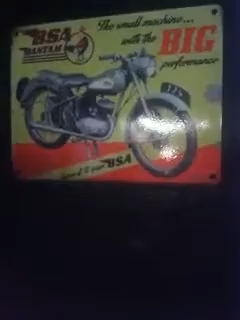 BSA
BANTAM
The small machine...
with the BIG
performance
BSA